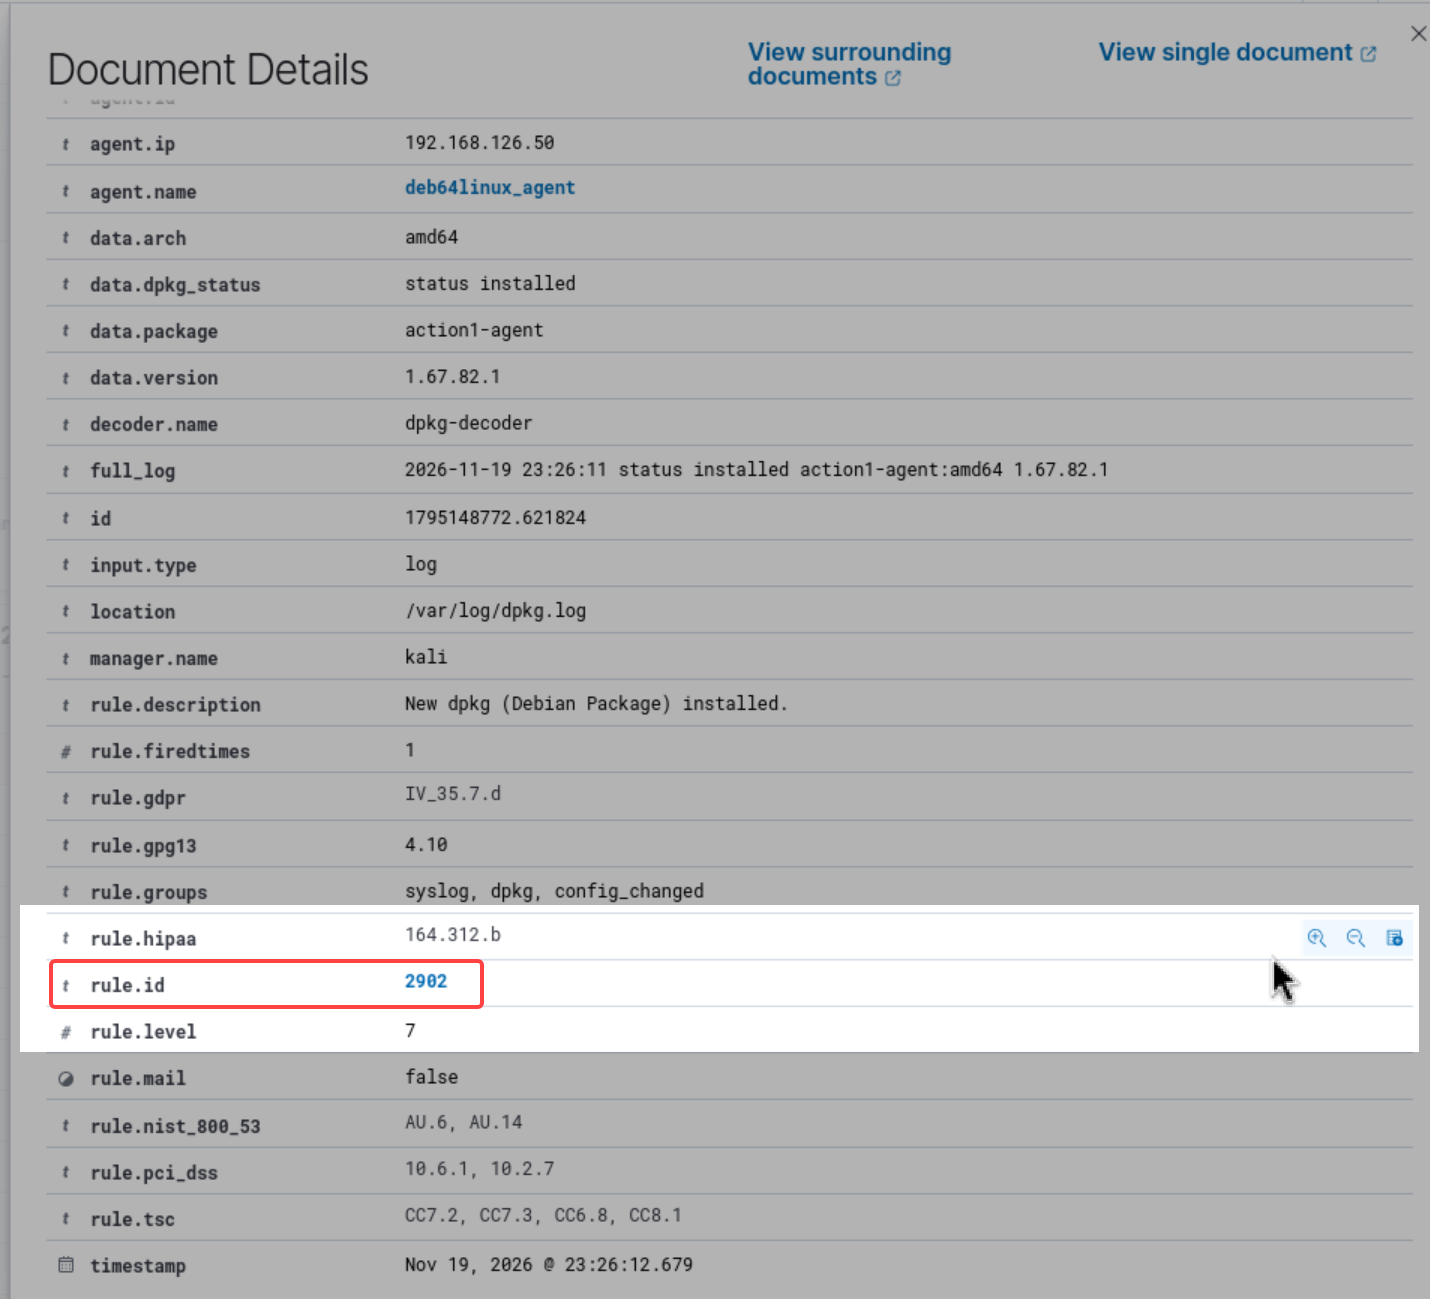 Document Details
View surrounding
documents
View single document
t agent.ip 192.168.126.50
t agent.name deb64linux_agent
t data.arch amd64
t data.dpkg_status status installed
t data.package action1-agent
t data.version 1.67.82.1
t decoder.name dpkg-decoder
t full_log 2026-11-19 23:26:11 status installed action1-agent:amd64 1.67.82.1
t id 1795148772.621824
t input.type log
t location /var/log/dpkg.log
t manager.name kali
t rule.description New dpkg (Debian Package) installed.
# rule.firedtimes 1
t rule.gdpr IV_35.7.d
t rule.gpg13 4.10
t rule.groups syslog, dpkg, config_changed
t rule.hipaa 164.312.b
t rule.id 2902
# rule.level 7
rule.mail false
t rule.nist_800_53 AU.6, AU.14
t rule.pci_dss 10.6.1, 10.2.7
t rule.tsc CC7.2, CC7.3, CC6.8, CC8.1
timestamp Nov 19, 2026 @ 23:26:12.679